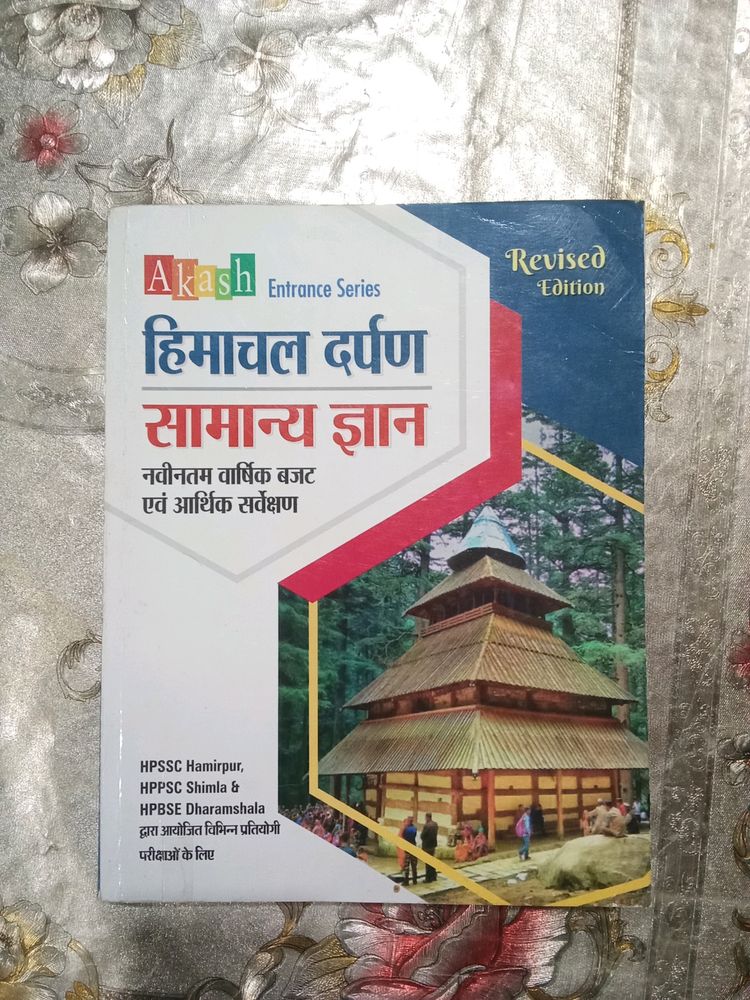 Akash Entrance Series
Revised
Edition
हिमाचल दर्पण
सामान्य ज्ञान
नवीनतम वार्षिक बजट
एवं आर्थिक सर्वेक्षण
HPSSC Hamirpur,
HPPSC Shimla &
HPBSE Dharamshala
द्वारा आयोजित विभिन्न प्रतियोगी
परीक्षाओं के लिए